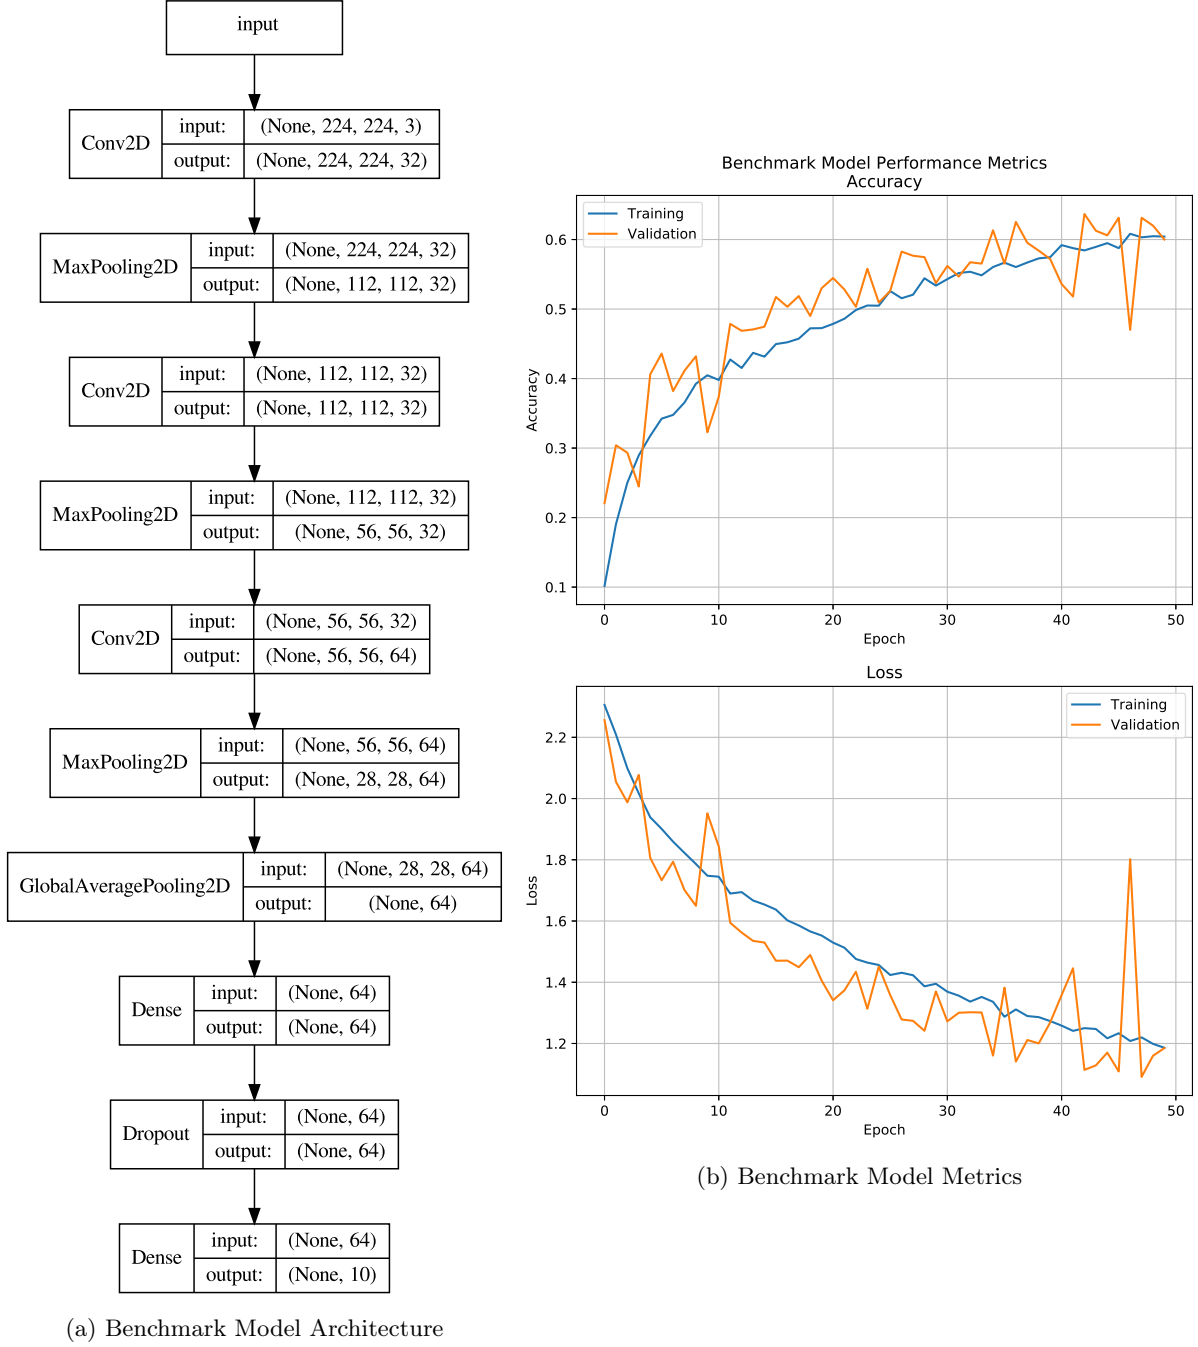 input
Conv2D
input: (None, 224, 224, 3)
output: (None, 224, 224, 32)
MaxPooling2D
input: (None, 224, 224, 32)
output: (None, 112, 112, 32)
Conv2D
input: (None, 112, 112, 32)
output: (None, 112, 112, 32)
MaxPooling2D
input: (None, 112, 112, 32)
output: (None, 56, 56, 32)
Conv2D
input: (None, 56, 56, 32)
output: (None, 56, 56, 64)
MaxPooling2D
input: (None, 56, 56, 64)
output: (None, 28, 28, 64)
GlobalAveragePooling2D
input: (None, 28, 28, 64)
output: (None, 64)
Dense
input: (None, 64)
output: (None, 64)
Dropout
input: (None, 64)
output: (None, 64)
Dense
input: (None, 64)
output: (None, 10)
(a) Benchmark Model Architecture
Benchmark Model Performance Metrics
Accuracy
Training
Validation
0.6
0.5
0.4
0.3
0.2
0.1
Accuracy
0 10 20 30 40 50
Epoch
Loss
Training
Validation
2.2
2.0
1.8
1.6
1.4
1.2
Loss
0 10 20 30 40 50
Epoch
(b) Benchmark Model Metrics